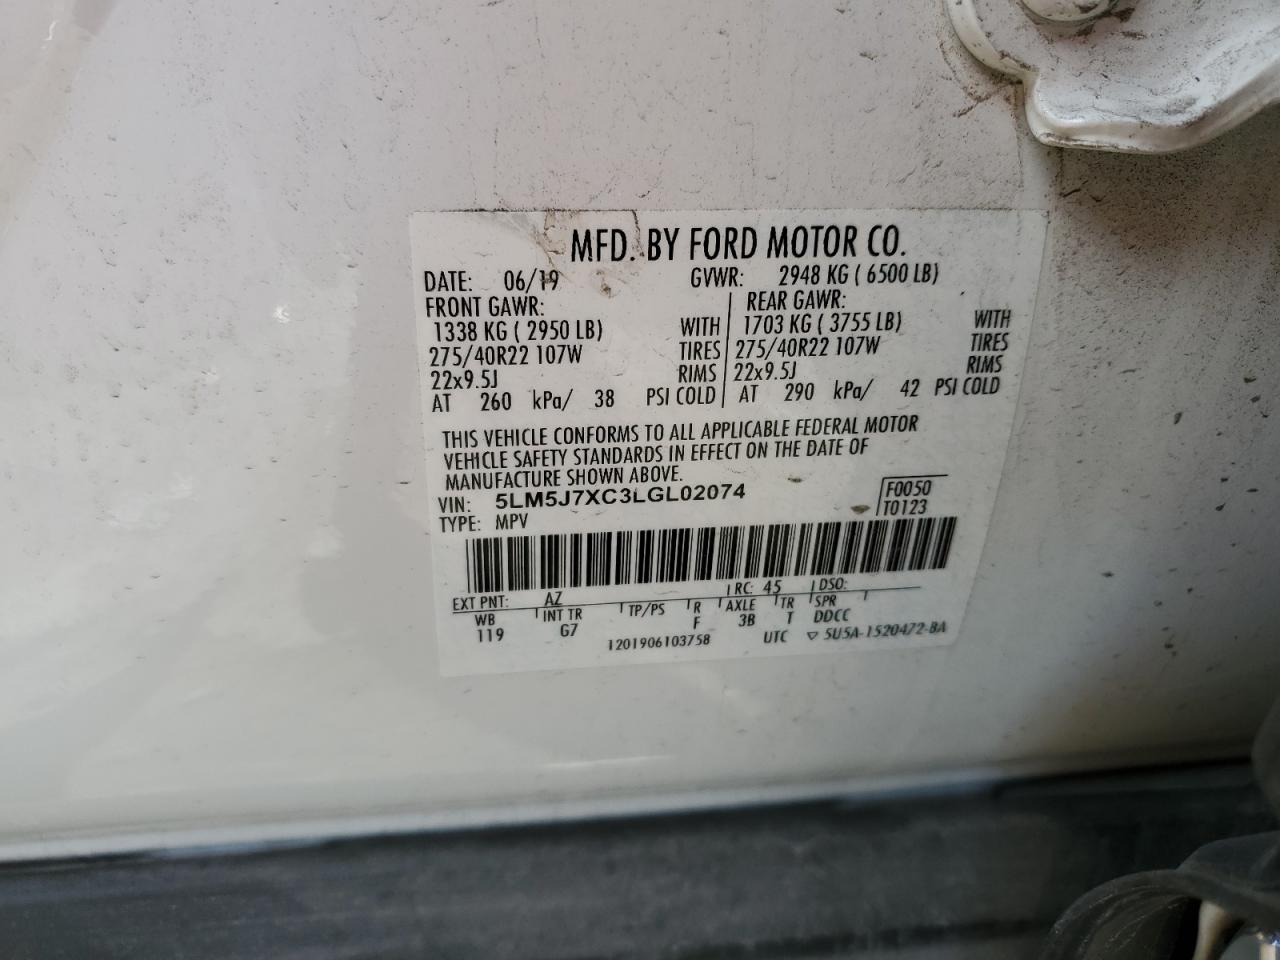 MFD. BY FORD MOTOR CO.
DATE: 06/19 GVWR: 2948 KG ( 6500 LB)
FRONT GAWR: REAR GAWR:
1338 KG ( 2950 LB) WITH 1703 KG ( 3755 LB) WITH
275/40R22 107W TIRES 275/40R22 107W TIRES
22x9.5J RIMS 22x9.5J RIMS
AT 260 kPa/ 38 PSI COLD AT 290 kPa/ 42 PSI COLD
THIS VEHICLE CONFORMS TO ALL APPLICABLE FEDERAL MOTOR
VEHICLE SAFETY STANDARDS IN EFFECT ON THE DATE OF
MANUFACTURE SHOWN ABOVE.
VIN: 5LM5J7XC3LGL02074 F0050
TYPE: MPV T0123
EXT PNT: AZ RC: 45 DSO:
WB INT TR TP/PS R AXLE TR SPR
119 G7 F 3B T DDCC
1201906103758 UTC ▽ 5U5A-1520472-BA